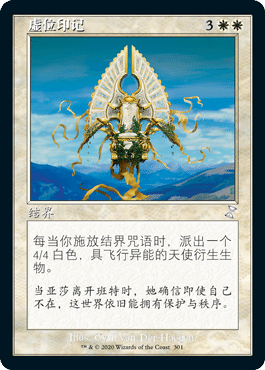 虚位印记 3
结界
每当你施放结界咒语时，派出一个
4/4白色，具飞行异能的天使衍生生
物。
当亚莎离开班特时，她确信即使自己
不在，这世界依旧能拥有保护与秩序。
™ & © 2020 Wizards of the Coast 301